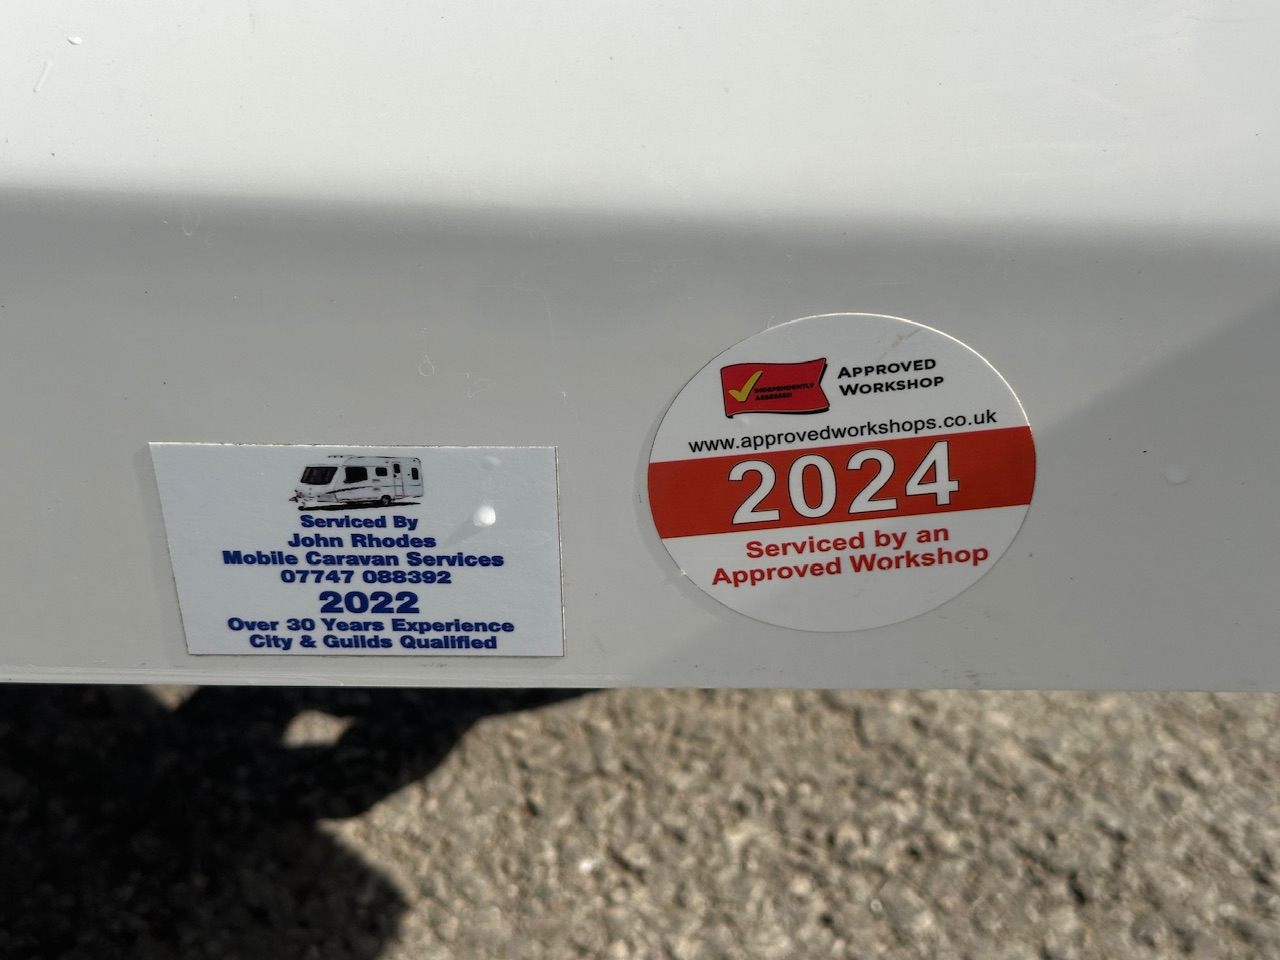 Serviced By
John Rhodes
Mobile Caravan Services
07747 088392
2022
Over 30 Years Experience
City & Guilds Qualified
INDEPENDENTLY
ASSESSED
APPROVED
WORKSHOP
www.approvedworkshops.co.uk
2024
Serviced by an
Approved Workshop